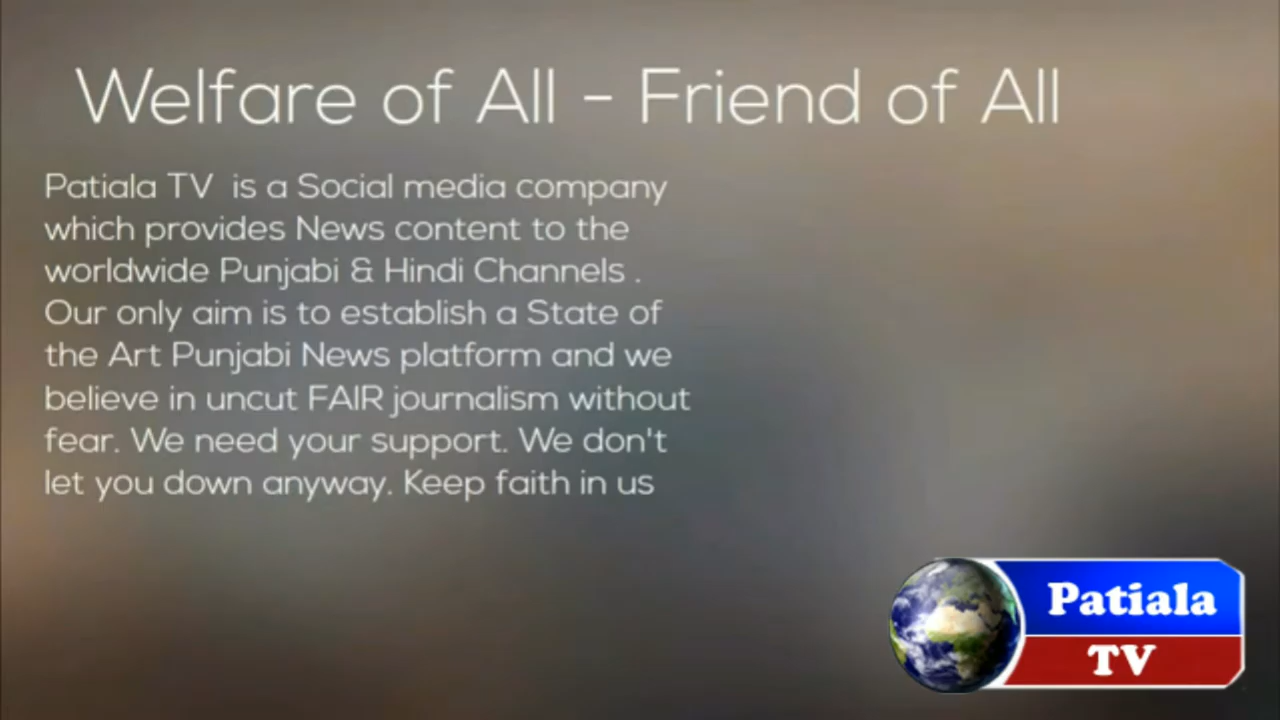 Welfare of All - Friend of All
Patiala TV is a Social media company
which provides News content to the
worldwide Punjabi & Hindi Channels .
Our only aim is to establish a State of
the Art Punjabi News platform and we
believe in uncut FAIR journalism without
fear. We need your support. We don't
let you down anyway. Keep faith in us
Patiala
TV